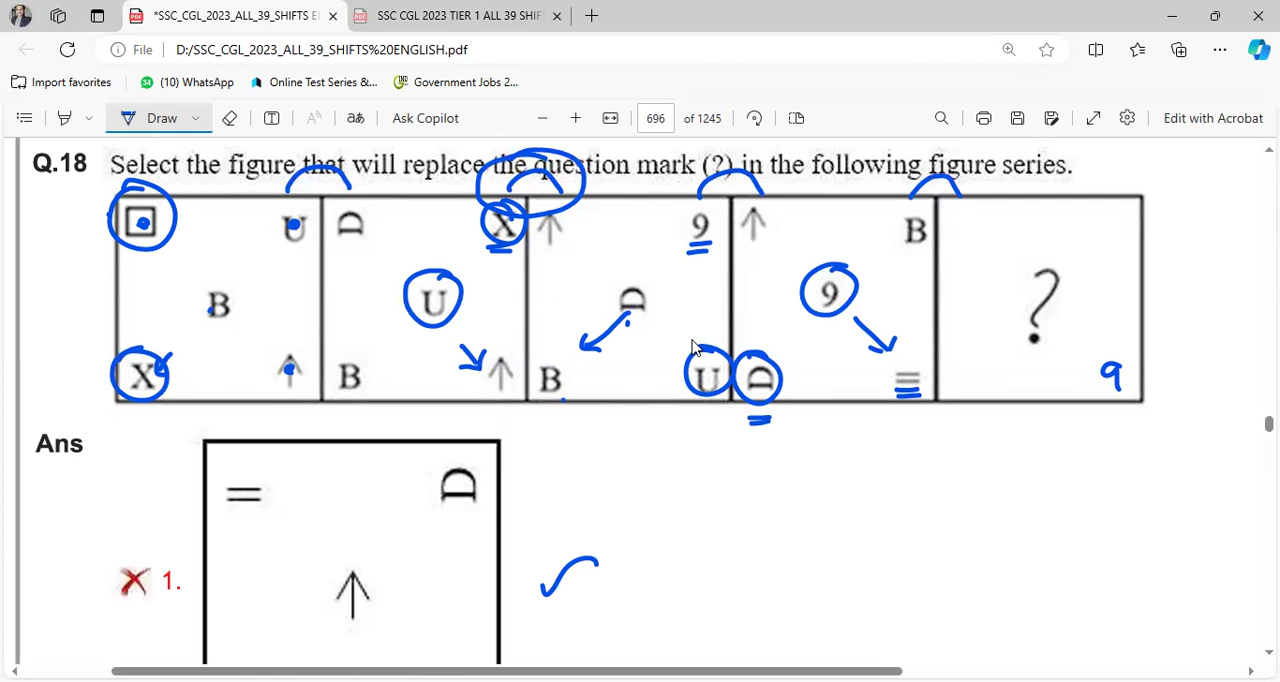 *SSC_CGL_2023_ALL_39_SHIFTS E
SSC CGL 2023 TIER 1 ALL 39 SHIF
File D:/SSC_CGL_2023_ALL_39_SHIFTS%20ENGLISH.pdf
Import favorites (10) WhatsApp Online Test Series &... Government Jobs 2...
Draw Ask Copilot 696 of 1245 Edit with Acrobat
Q.18 Select the figure that will replace the question mark (?) in the following figure series.
U D X ↑ 9 ↑ B
B U D 9 ?
X ↑ B ↑ B U D ≡ 9
Ans
= D
X 1. ↑